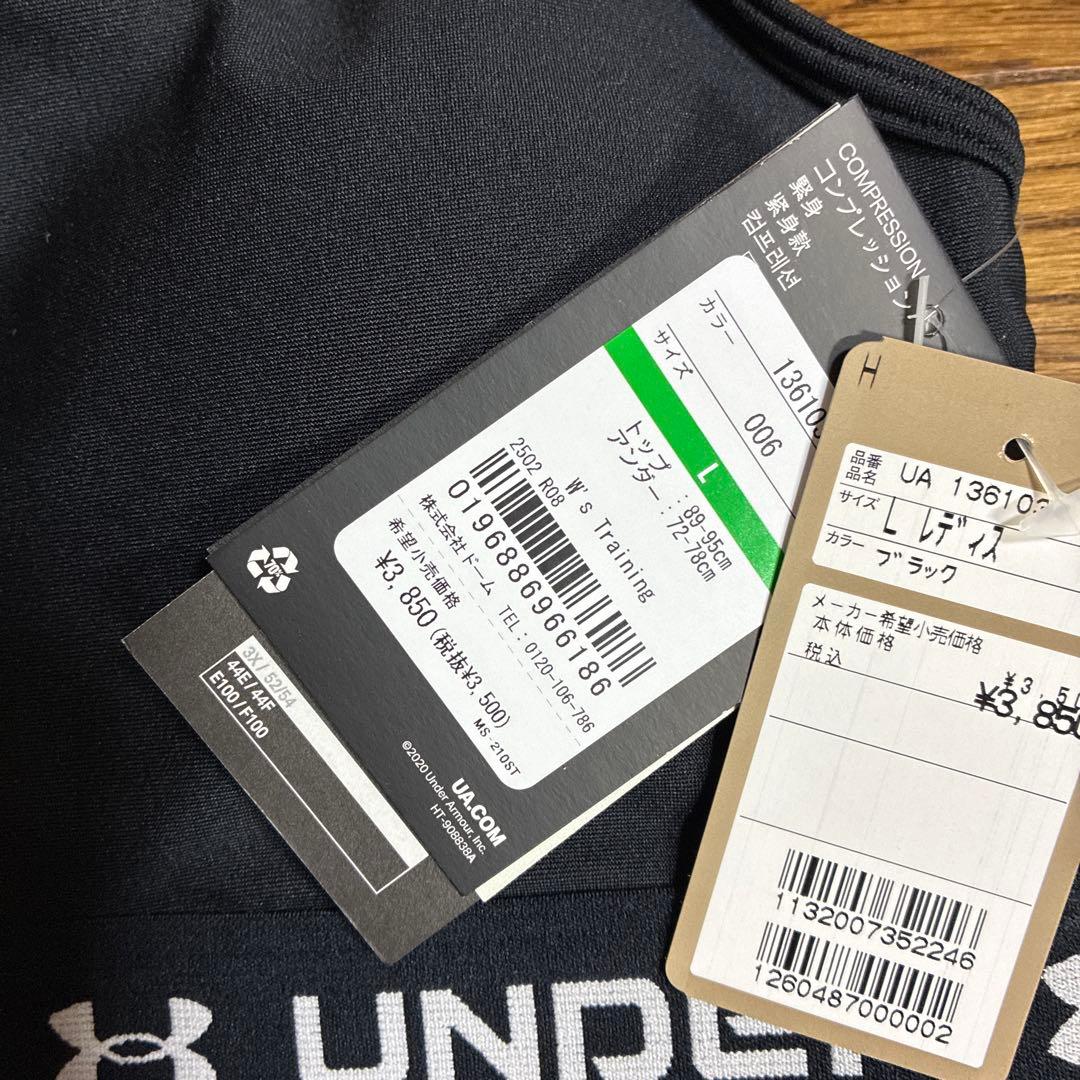 COMPRESSION
コンプレッション
緊身
紧身款
컴프레션
カラー
136103
006
サイズ
L
トップ : 89-95cm
アンダー : 72-78cm
W's Training
2502 R08
0196886966186
株式会社ドーム TEL:0120-106-786
希望小売価格
¥3,850(税抜¥3,500)
MS-210ST
UA.COM
©2020 Under Armour, Inc.
HT-908838A
3X/ 52/54
44E/ 44F
E100/F100
H
品番
品名
UA 136103
サイズ
L レディス
カラー
ブラック
メーカー希望小売価格
本体価格
¥3,5
税込
¥3,850
1132007352246
1260487000002
UNDER